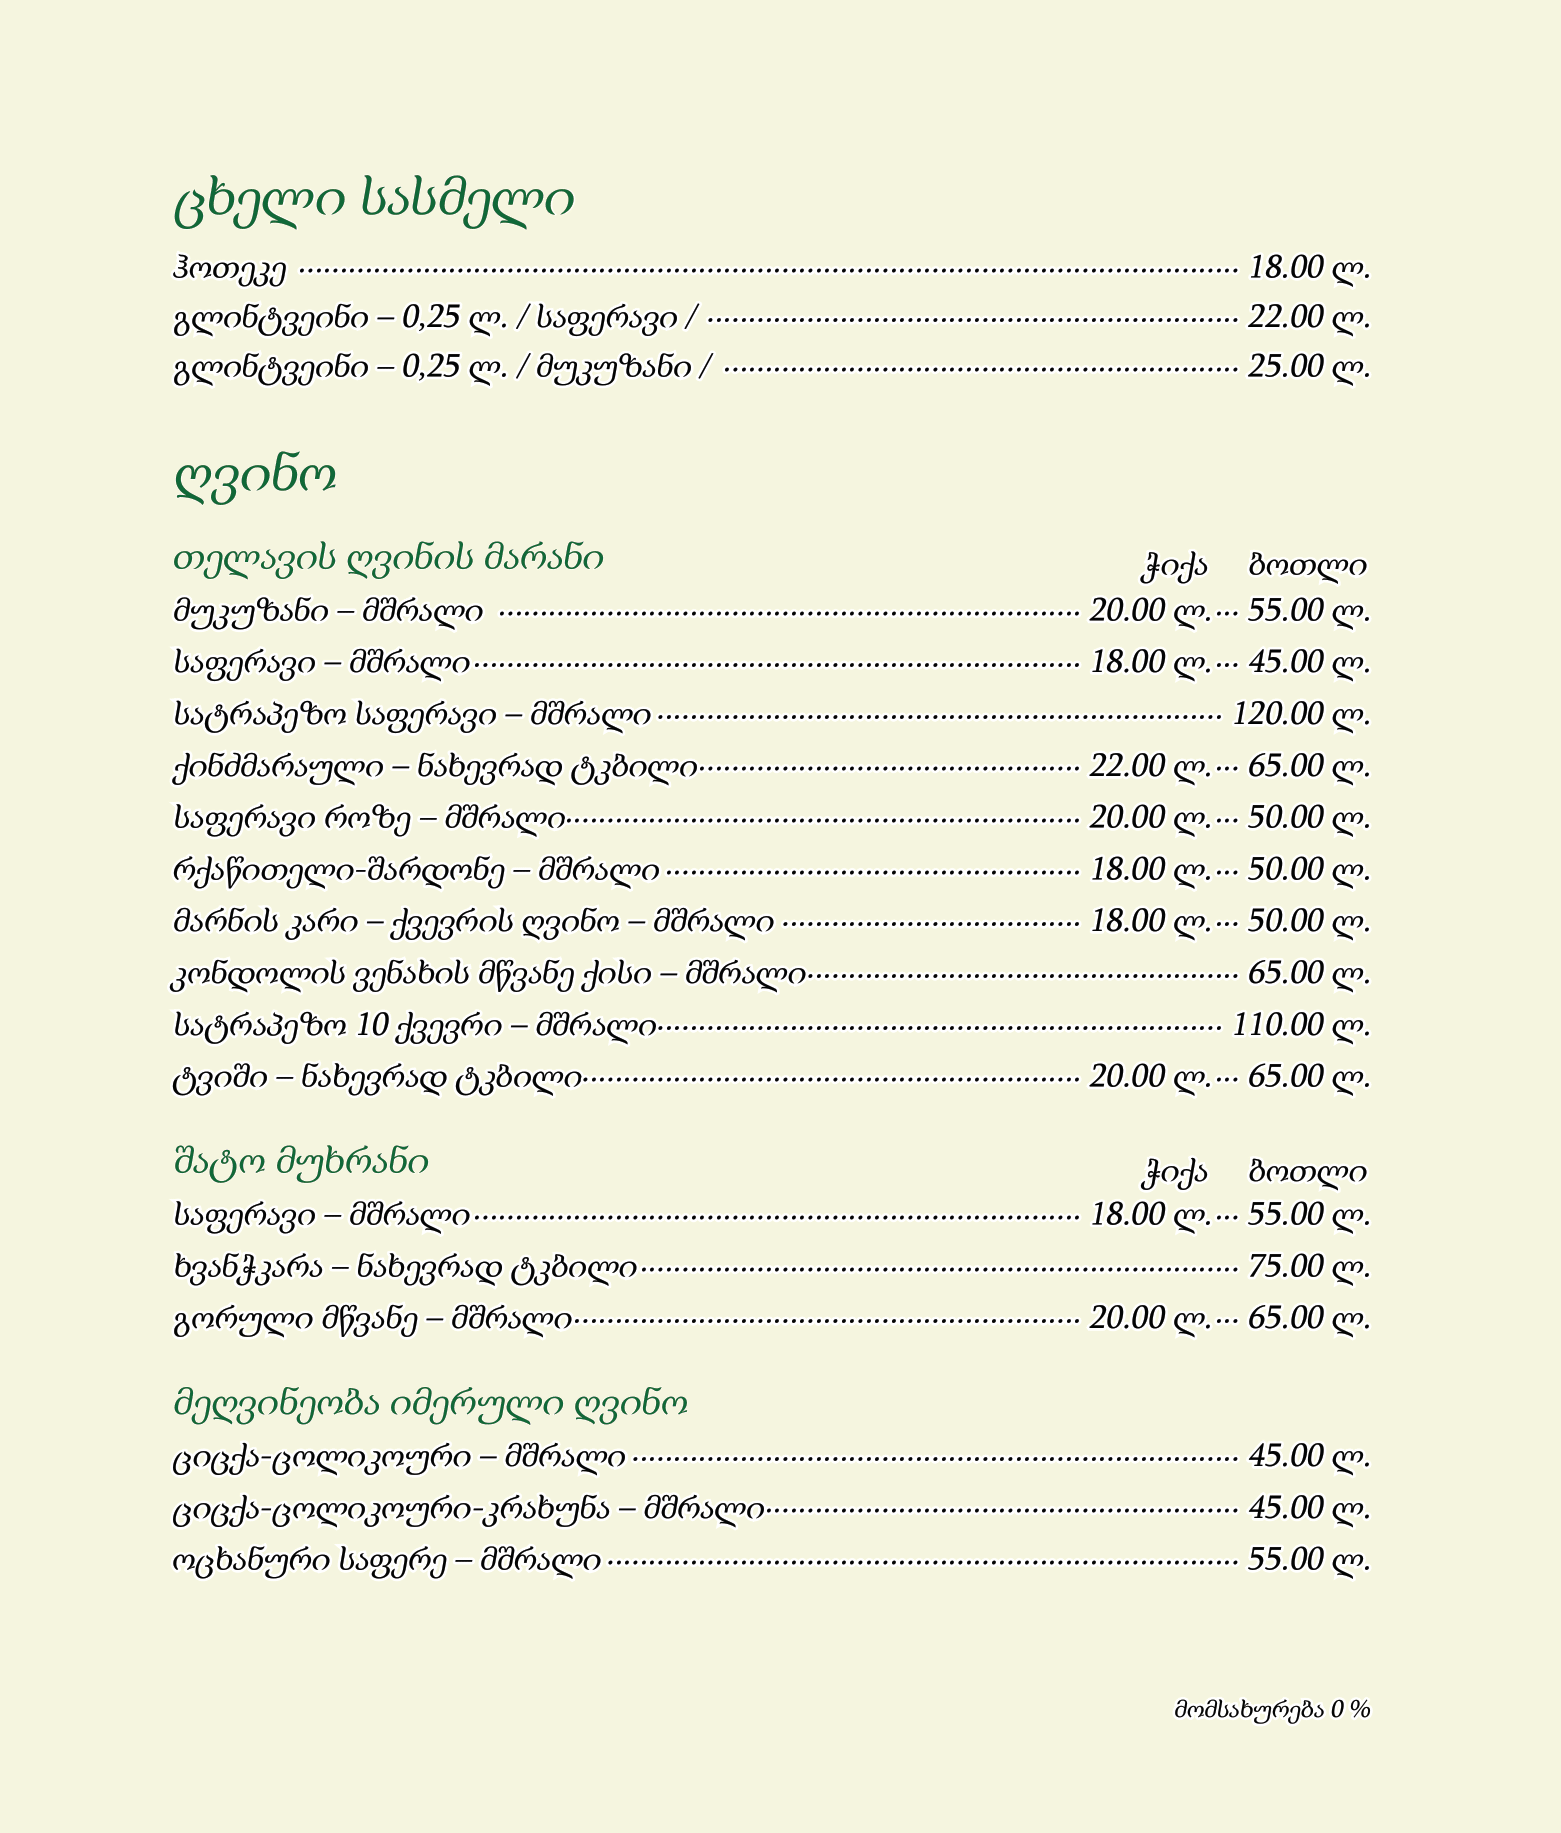 ცხელი სასმელი
ჰოთეკე 18.00 ლ.
გლინტვეინი – 0,25 ლ. / საფერავი / 22.00 ლ.
გლინტვეინი – 0,25 ლ. / მუკუზანი / 25.00 ლ.
ღვინო
თელავის ღვინის მარანი ჭიქა ბოთლი
მუკუზანი – მშრალი 20.00 ლ. 55.00 ლ.
საფერავი – მშრალი 18.00 ლ. 45.00 ლ.
სატრაპეზო საფერავი – მშრალი 120.00 ლ.
ქინძმარაული – ნახევრად ტკბილი 22.00 ლ. 65.00 ლ.
საფერავი როზე – მშრალი 20.00 ლ. 50.00 ლ.
რქაწითელი-შარდონე – მშრალი 18.00 ლ. 50.00 ლ.
მარნის კარი – ქვევრის ღვინო – მშრალი 18.00 ლ. 50.00 ლ.
კონდოლის ვენახის მწვანე ქისი – მშრალი 65.00 ლ.
სატრაპეზო 10 ქვევრი – მშრალი 110.00 ლ.
ტვიში – ნახევრად ტკბილი 20.00 ლ. 65.00 ლ.
შატო მუხრანი ჭიქა ბოთლი
საფერავი – მშრალი 18.00 ლ. 55.00 ლ.
ხვანჭკარა – ნახევრად ტკბილი 75.00 ლ.
გორული მწვანე – მშრალი 20.00 ლ. 65.00 ლ.
მეღვინეობა იმერული ღვინო
ციცქა-ცოლიკოური – მშრალი 45.00 ლ.
ციცქა-ცოლიკოური-კრახუნა – მშრალი 45.00 ლ.
ოცხანური საფერე – მშრალი 55.00 ლ.
მომსახურება 0 %